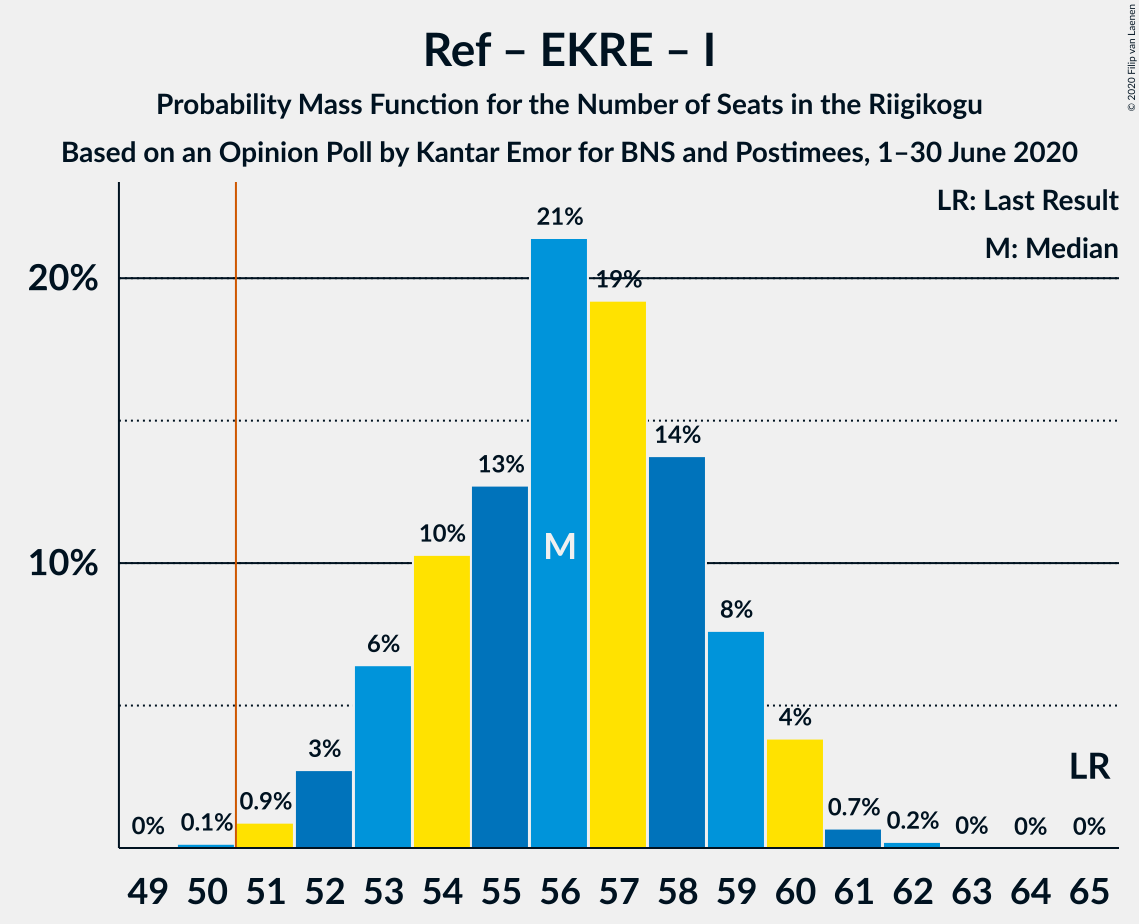 Ref – EKRE – I
Probability Mass Function for the Number of Seats in the Riigikogu
Based on an Opinion Poll by Kantar Emor for BNS and Postimees, 1–30 June 2020
© 2020 Filip van Laenen
LR: Last Result
M: Median
20%
10%
0%
0.1%
0.9%
3%
6%
10%
13%
21%
19%
14%
8%
4%
0.7%
0.2%
0%
0%
0%
M
LR
49 50 51 52 53 54 55 56 57 58 59 60 61 62 63 64 65